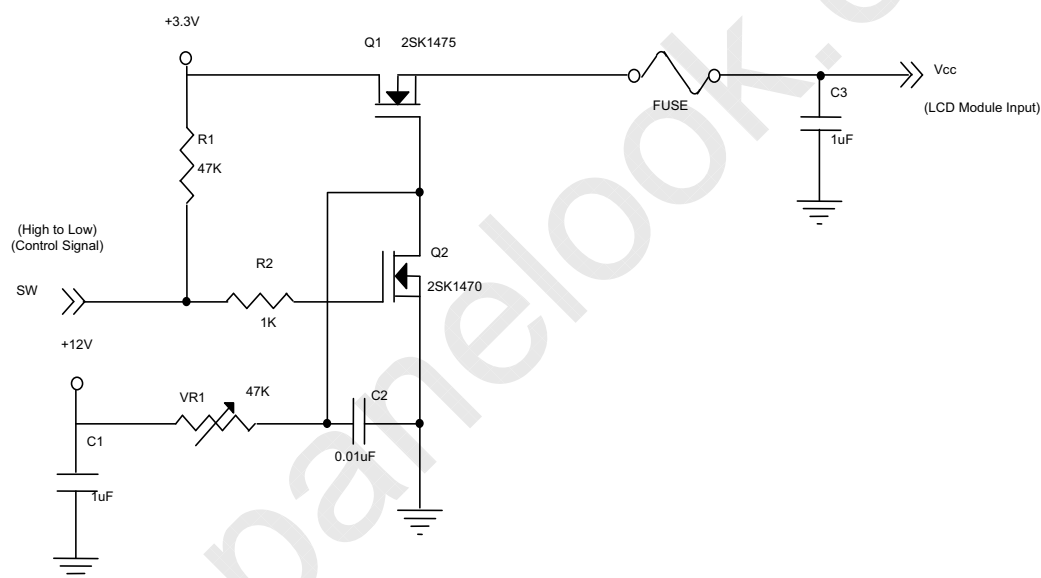 +3.3V
Q1 2SK1475
FUSE
Vcc
C3
(LCD Module Input)
1uF
R1
47K
(High to Low)
(Control Signal)
SW
R2
1K
Q2
2SK1470
+12V
VR1
47K
C2
0.01uF
C1
1uF
panelook.